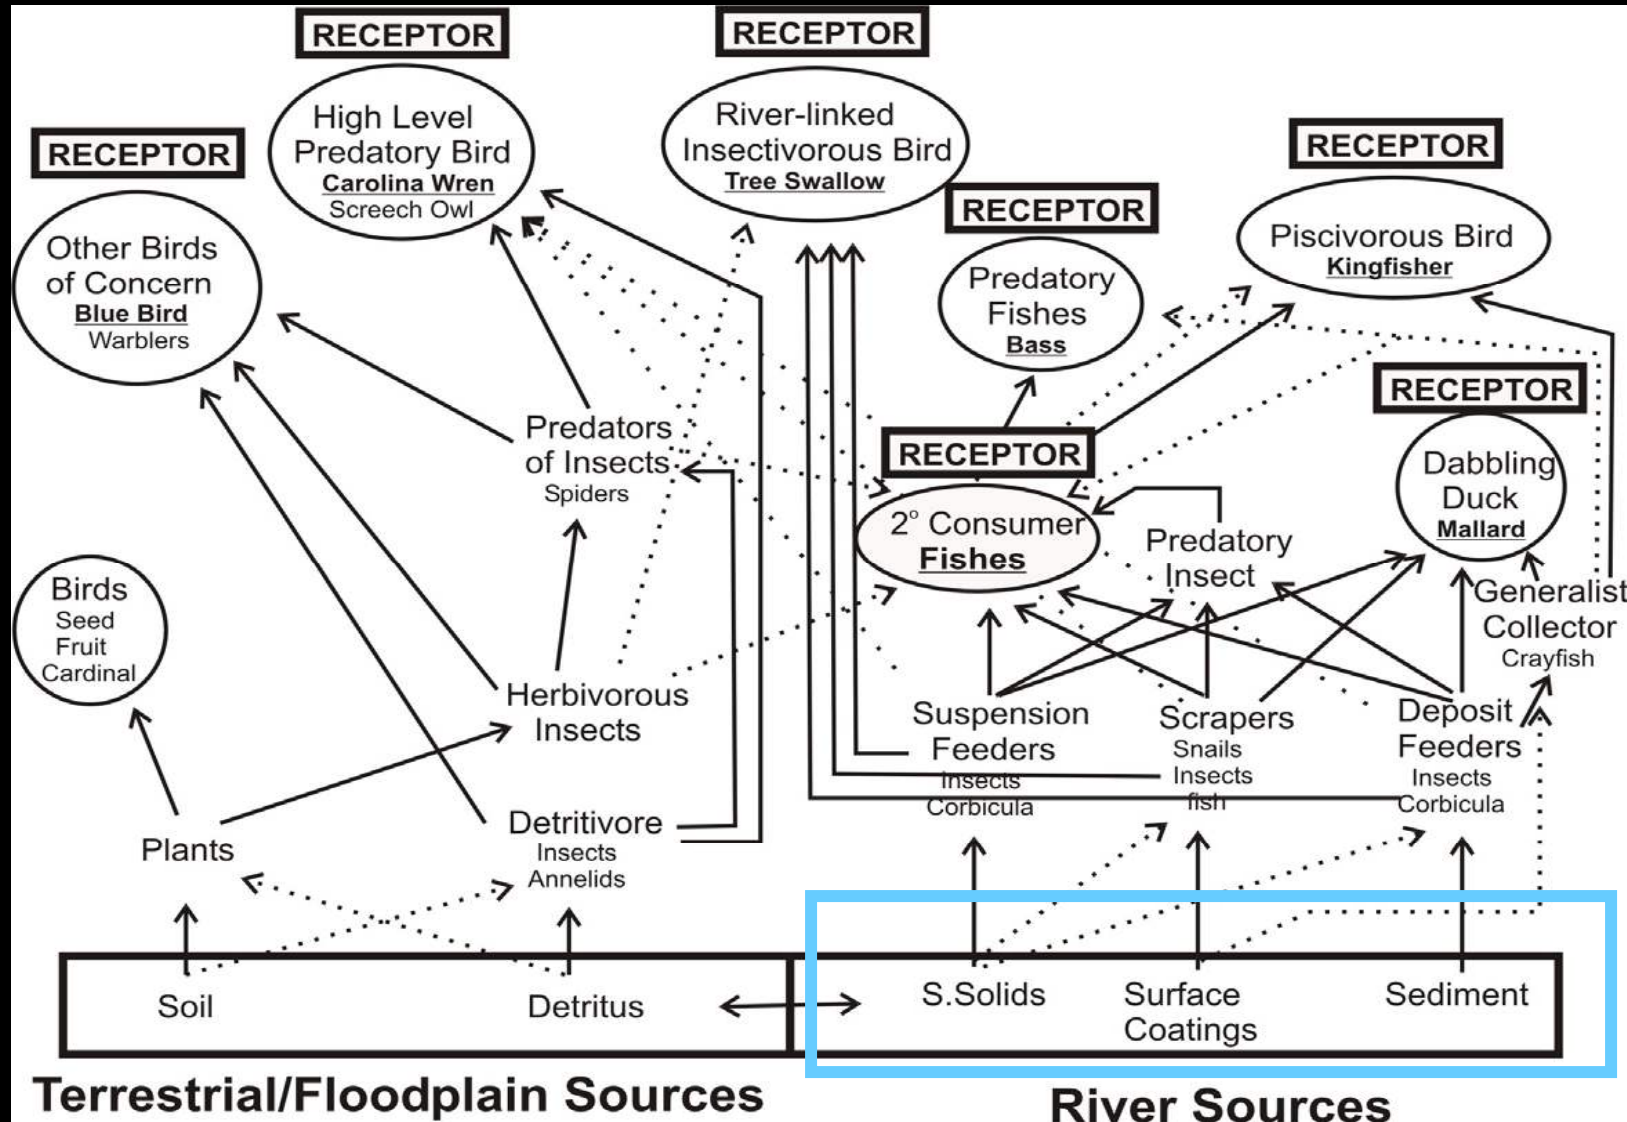 RECEPTOR
RECEPTOR
High Level
Predatory Bird
Carolina Wren
Screech Owl
River-linked
Insectivorous Bird
Tree Swallow
RECEPTOR
RECEPTOR
Other Birds
of Concern
Blue Bird
Warblers
RECEPTOR
Piscivorous Bird
Kingfisher
Predatory
Fishes
Bass
RECEPTOR
RECEPTOR
Dabbling
Duck
Mallard
Predators
of Insects
Spiders
2° Consumer
Fishes
Predatory
Insect
Birds
Seed
Fruit
Cardinal
Generalist
Collector
Crayfish
Herbivorous
Insects
Suspension
Feeders
Insects
Corbicula
Scrapers
Snails
Insects
fish
Deposit
Feeders
Insects
Corbicula
Plants
Detritivore
Insects
Annelids
Soil
Detritus
S.Solids
Surface
Coatings
Sediment
Terrestrial/Floodplain Sources
River Sources